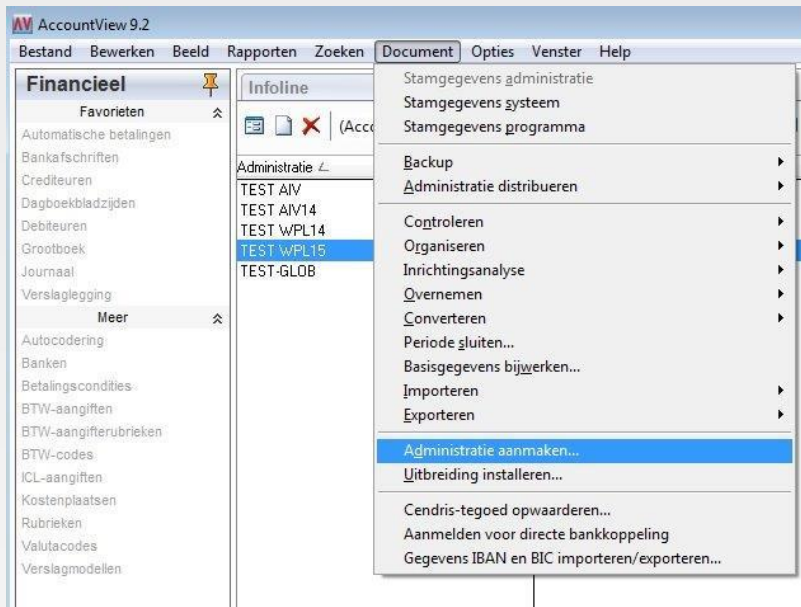 AccountView 9.2
Bestand Bewerken Beeld Rapporten Zoeken Document Opties Venster Help
Financieel
Favorieten
Automatische betalingen
Bankafschriften
Crediteuren
Dagboekbladzijden
Debiteuren
Grootboek
Journaal
Verslaglegging
Meer
Autocodering
Banken
Betalingscondities
BTW-aangiften
BTW-aangifterubrieken
BTW-codes
ICL-aangiften
Kostenplaatsen
Rubrieken
Valutacodes
Verslagmodellen
Infoline
(Acco
Administratie
TEST AIV
TEST AIV14
TEST WPL14
TEST WPL15
TEST-GLOB
Stamgegevens administratie
Stamgegevens systeem
Stamgegevens programma
Backup
Administratie distribueren
Controleren
Organiseren
Inrichtingsanalyse
Overnemen
Converteren
Periode sluiten...
Basisgegevens bijwerken...
Importeren
Exporteren
Administratie aanmaken...
Uitbreiding installeren...
Cendris-tegoed opwaarderen...
Aanmelden voor directe bankkoppeling
Gegevens IBAN en BIC importeren/exporteren...